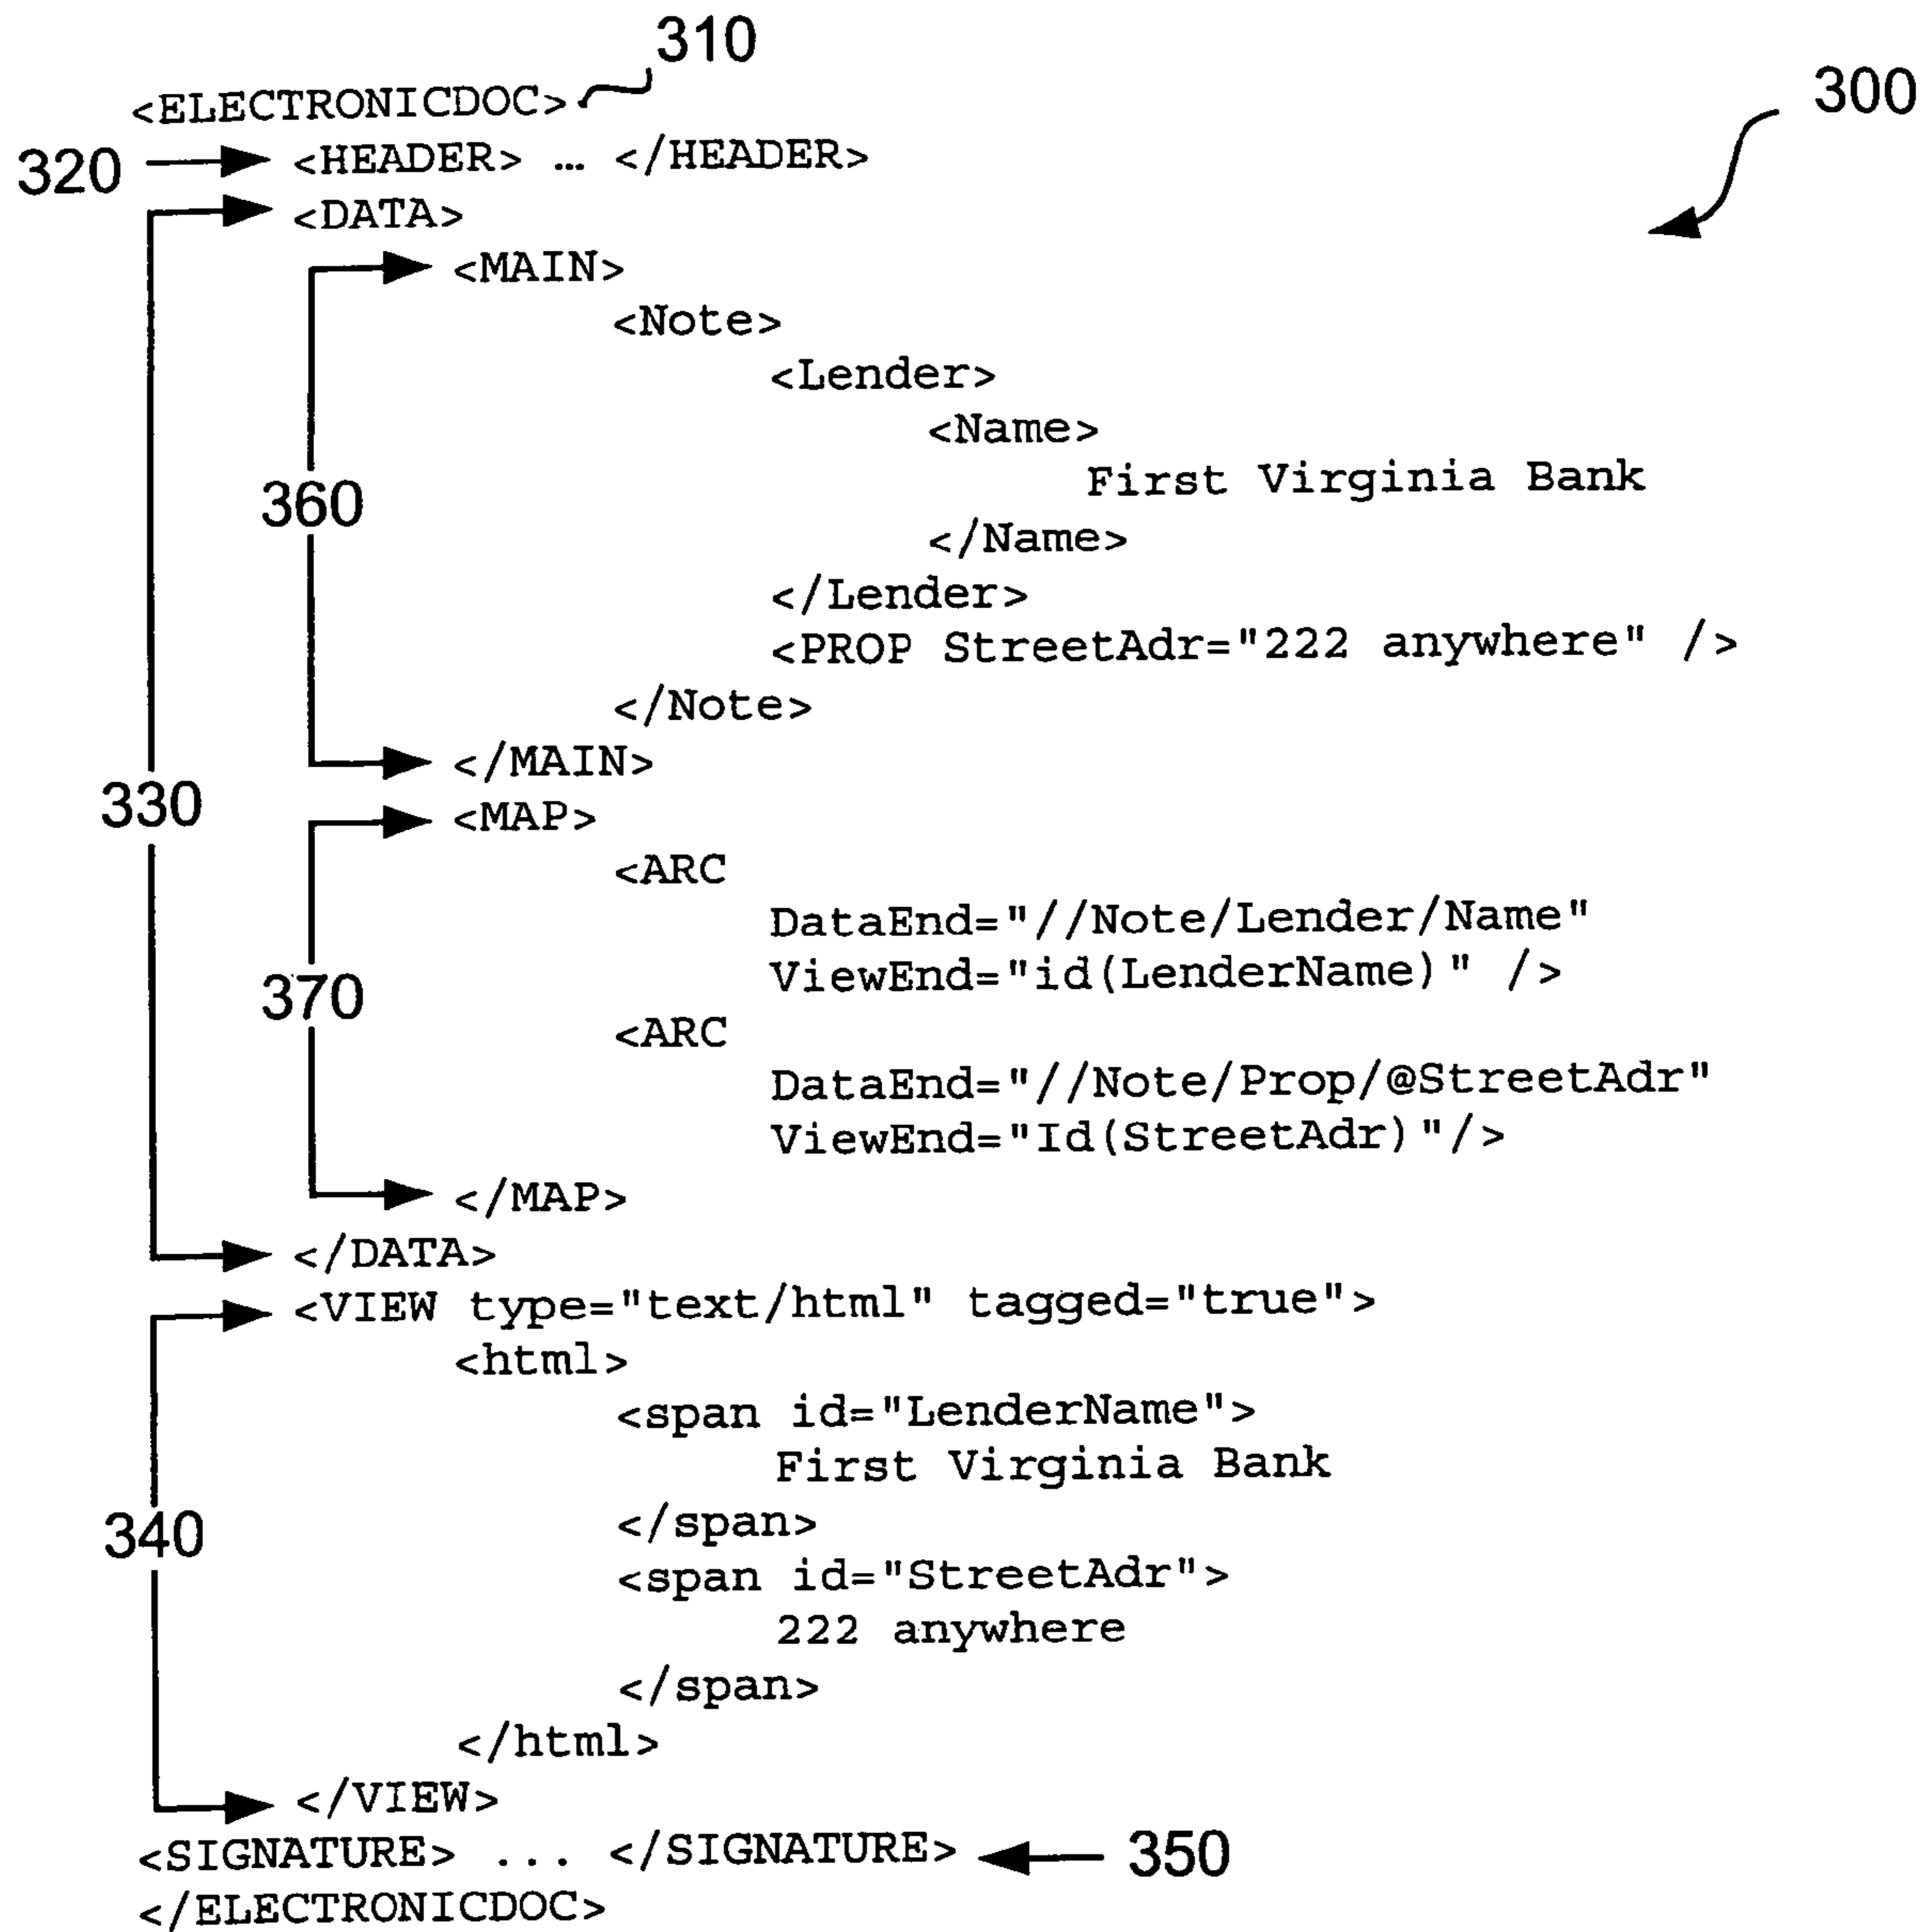 310
<ELECTRONICDOC>
300
320 <HEADER> … </HEADER>
<DATA>
<MAIN>
<Note>
<Lender>
<Name>
First Virginia Bank
360
</Name>
</Lender>
<PROP StreetAdr="222 anywhere" />
</Note>
</MAIN>
330
<MAP>
<ARC
DataEnd="//Note/Lender/Name"
ViewEnd="id(LenderName)" />
370
<ARC
DataEnd="//Note/Prop/@StreetAdr"
ViewEnd="Id(StreetAdr)"/>
</MAP>
</DATA>
<VIEW type="text/html" tagged="true">
<html>
<span id="LenderName">
First Virginia Bank
</span>
340
<span id="StreetAdr">
222 anywhere
</span>
</html>
</VIEW>
<SIGNATURE> ... </SIGNATURE> 350
</ELECTRONICDOC>